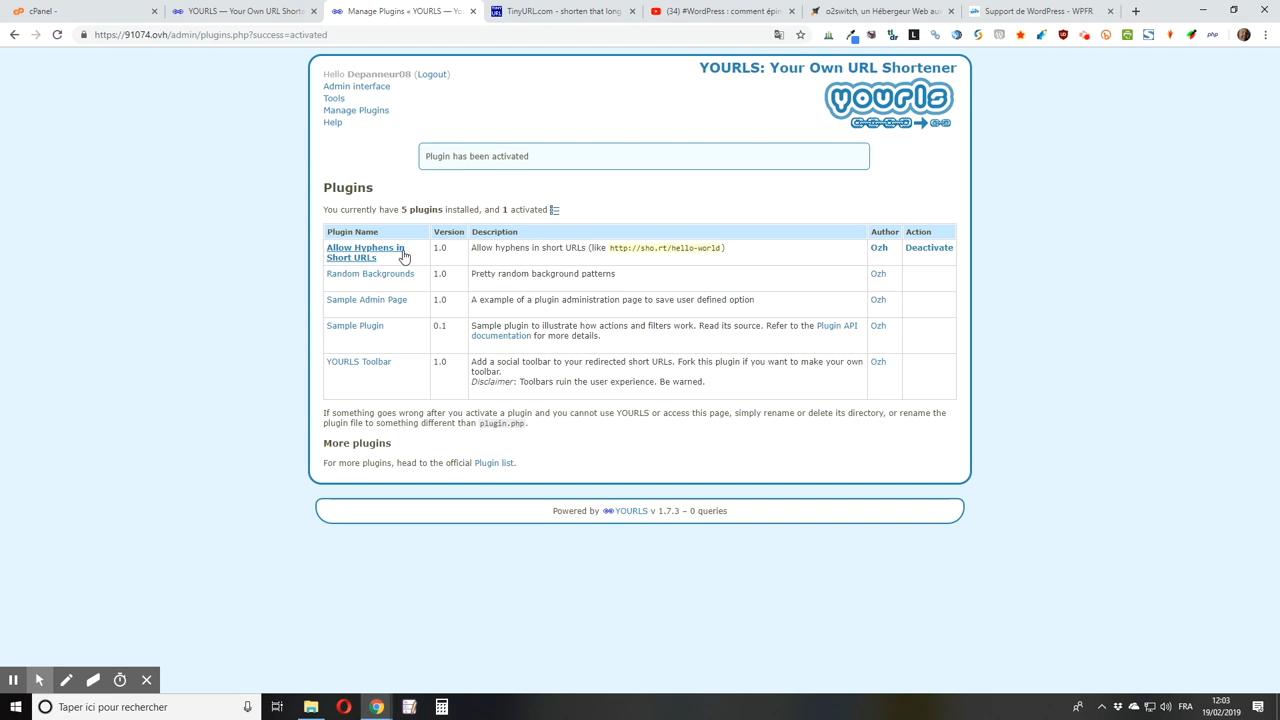 cPanel -
YOURLS — Your Own URL Shorte
Manage Plugins « YOURLS — Yo
TinyURL.com - shorten that long
(34) #WordPress : comment épin
o2switch, un Hébergeur Web aux
Support de WordPress - WPFR
https://91074.ovh/admin/plugins.php?success=activated
Hello Depanneur08 (Logout)
YOURLS: Your Own URL Shortener
Admin interface
Tools
Manage Plugins
Help
yourls
Plugin has been activated
Plugins
You currently have 5 plugins installed, and 1 activated
Plugin Name Version Description Author Action
Allow Hyphens in Short URLs 1.0 Allow hyphens in short URLs (like http://sho.rt/hello-world) Ozh Deactivate
Random Backgrounds 1.0 Pretty random background patterns Ozh
Sample Admin Page 1.0 A example of a plugin administration page to save user defined option Ozh
Sample Plugin 0.1 Sample plugin to illustrate how actions and filters work. Read its source. Refer to the Plugin API Ozh
documentation for more details.
YOURLS Toolbar 1.0 Add a social toolbar to your redirected short URLs. Fork this plugin if you want to make your own Ozh
toolbar.
Disclaimer: Toolbars ruin the user experience. Be warned.
If something goes wrong after you activate a plugin and you cannot use YOURLS or access this page, simply rename or delete its directory, or rename the
plugin file to something different than plugin.php.
More plugins
For more plugins, head to the official Plugin list.
Powered by YOURLS v 1.7.3 – 0 queries
Taper ici pour rechercher
FRA
12:03
19/02/2019